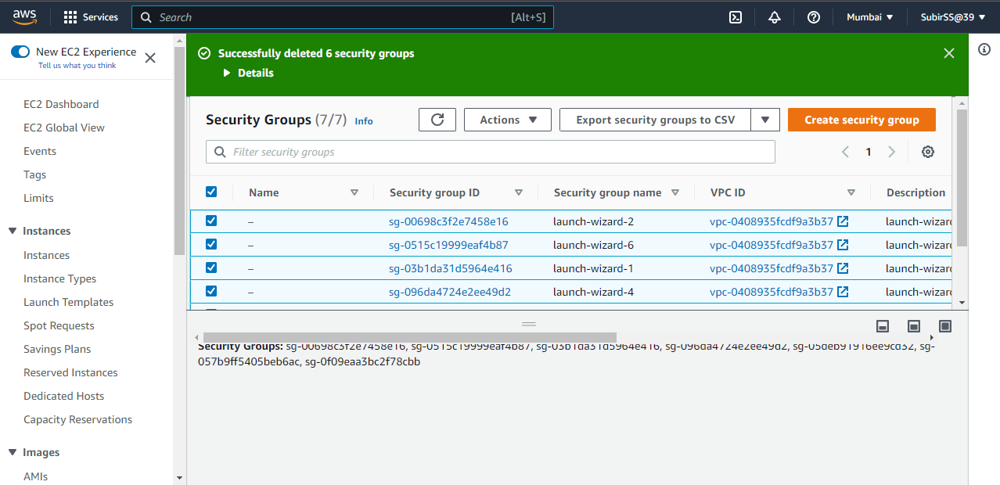 aws
Services
Search
[Alt+S]
Mumbai
SubirSS@39
New EC2 Experience
Tell us what you think
EC2 Dashboard
EC2 Global View
Events
Tags
Limits
Instances
Instances
Instance Types
Launch Templates
Spot Requests
Savings Plans
Reserved Instances
Dedicated Hosts
Capacity Reservations
Images
AMIs
Successfully deleted 6 security groups
Details
Security Groups (7/7) Info
Actions
Export security groups to CSV
Create security group
Filter security groups
1
Name Security group ID Security group name VPC ID Description
– sg-00698c3f2e7458e16 launch-wizard-2 vpc-0408935fcdf9a3b37 launch-wizard
– sg-0515c19999eaf4b87 launch-wizard-6 vpc-0408935fcdf9a3b37 launch-wizard
– sg-03b1da31d5964e416 launch-wizard-1 vpc-0408935fcdf9a3b37 launch-wizard
– sg-096da4724e2ee49d2 launch-wizard-4 vpc-0408935fcdf9a3b37 launch-wizard
Security Groups: sg-00698c3f2e7458e16, sg-0515c19999eaf4b87, sg-03b1da31d5964e416, sg-096da4724e2ee49d2, sg-05deb91916ee9cd32, sg-
057b9ff5405beb6ac, sg-0f09eaa3bc2f78cbb